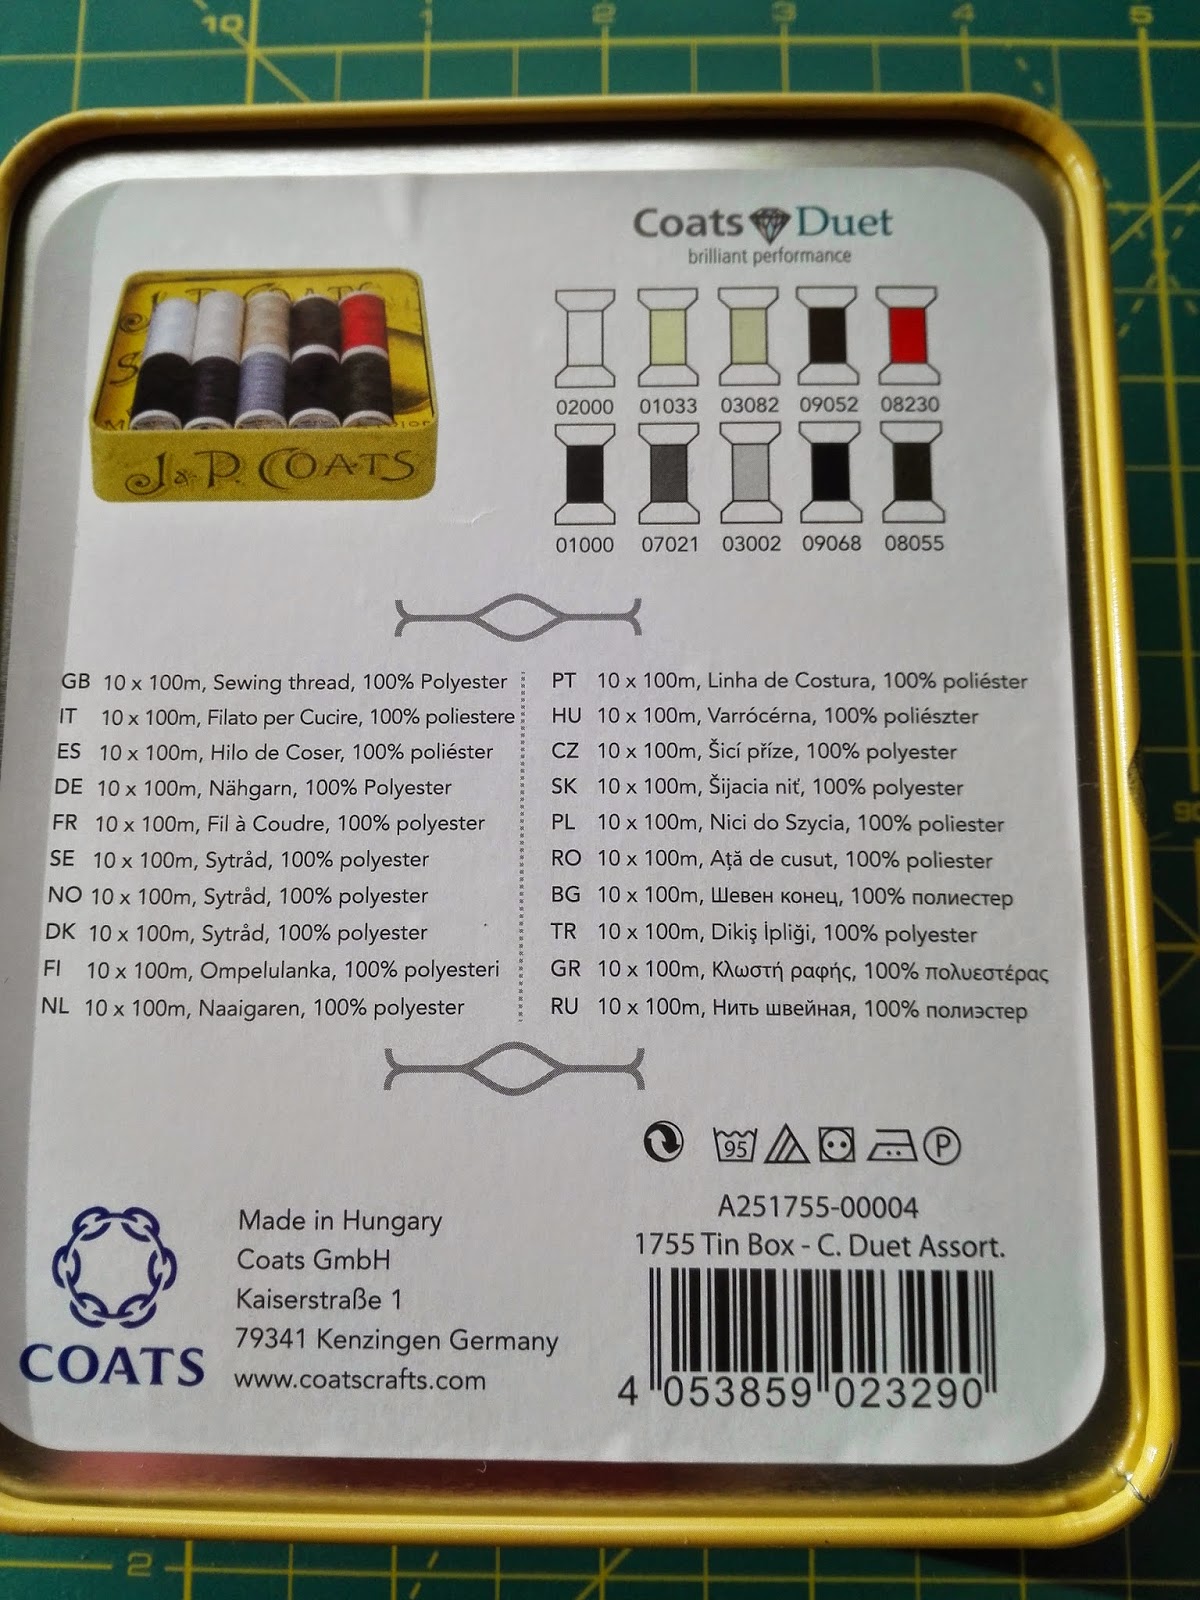 10 1 2 3 4 5
Coats Duet
brilliant performance
J & P. COATS
J & P. COATS
02000 01033 03082 09052 08230
01000 07021 03002 09068 08055
GB 10 x 100m, Sewing thread, 100% Polyester
IT 10 x 100m, Filato per Cucire, 100% poliestere
ES 10 x 100m, Hilo de Coser, 100% poliéster
DE 10 x 100m, Nähgarn, 100% Polyester
FR 10 x 100m, Fil à Coudre, 100% polyester
SE 10 x 100m, Sytråd, 100% polyester
NO 10 x 100m, Sytråd, 100% polyester
DK 10 x 100m, Sytråd, 100% polyester
FI 10 x 100m, Ompelulanka, 100% polyesteri
NL 10 x 100m, Naaigaren, 100% polyester
PT 10 x 100m, Linha de Costura, 100% poliéster
HU 10 x 100m, Varrócérna, 100% poliészter
CZ 10 x 100m, Šicí příze, 100% polyester
SK 10 x 100m, Šijacia niť, 100% polyester
PL 10 x 100m, Nici do Szycia, 100% poliester
RO 10 x 100m, Ață de cusut, 100% poliester
BG 10 x 100m, Шевен конец, 100% полиестер
TR 10 x 100m, Dikiş İpliği, 100% polyester
GR 10 x 100m, Κλωστή ραφής, 100% πολυεστέρας
RU 10 x 100m, Нить швейная, 100% полиэстер
95 P
A251755-00004
1755 Tin Box - C. Duet Assort.
4 053859 023290
COATS
Made in Hungary
Coats GmbH
Kaiserstraße 1
79341 Kenzingen Germany
www.coatscrafts.com
90
2